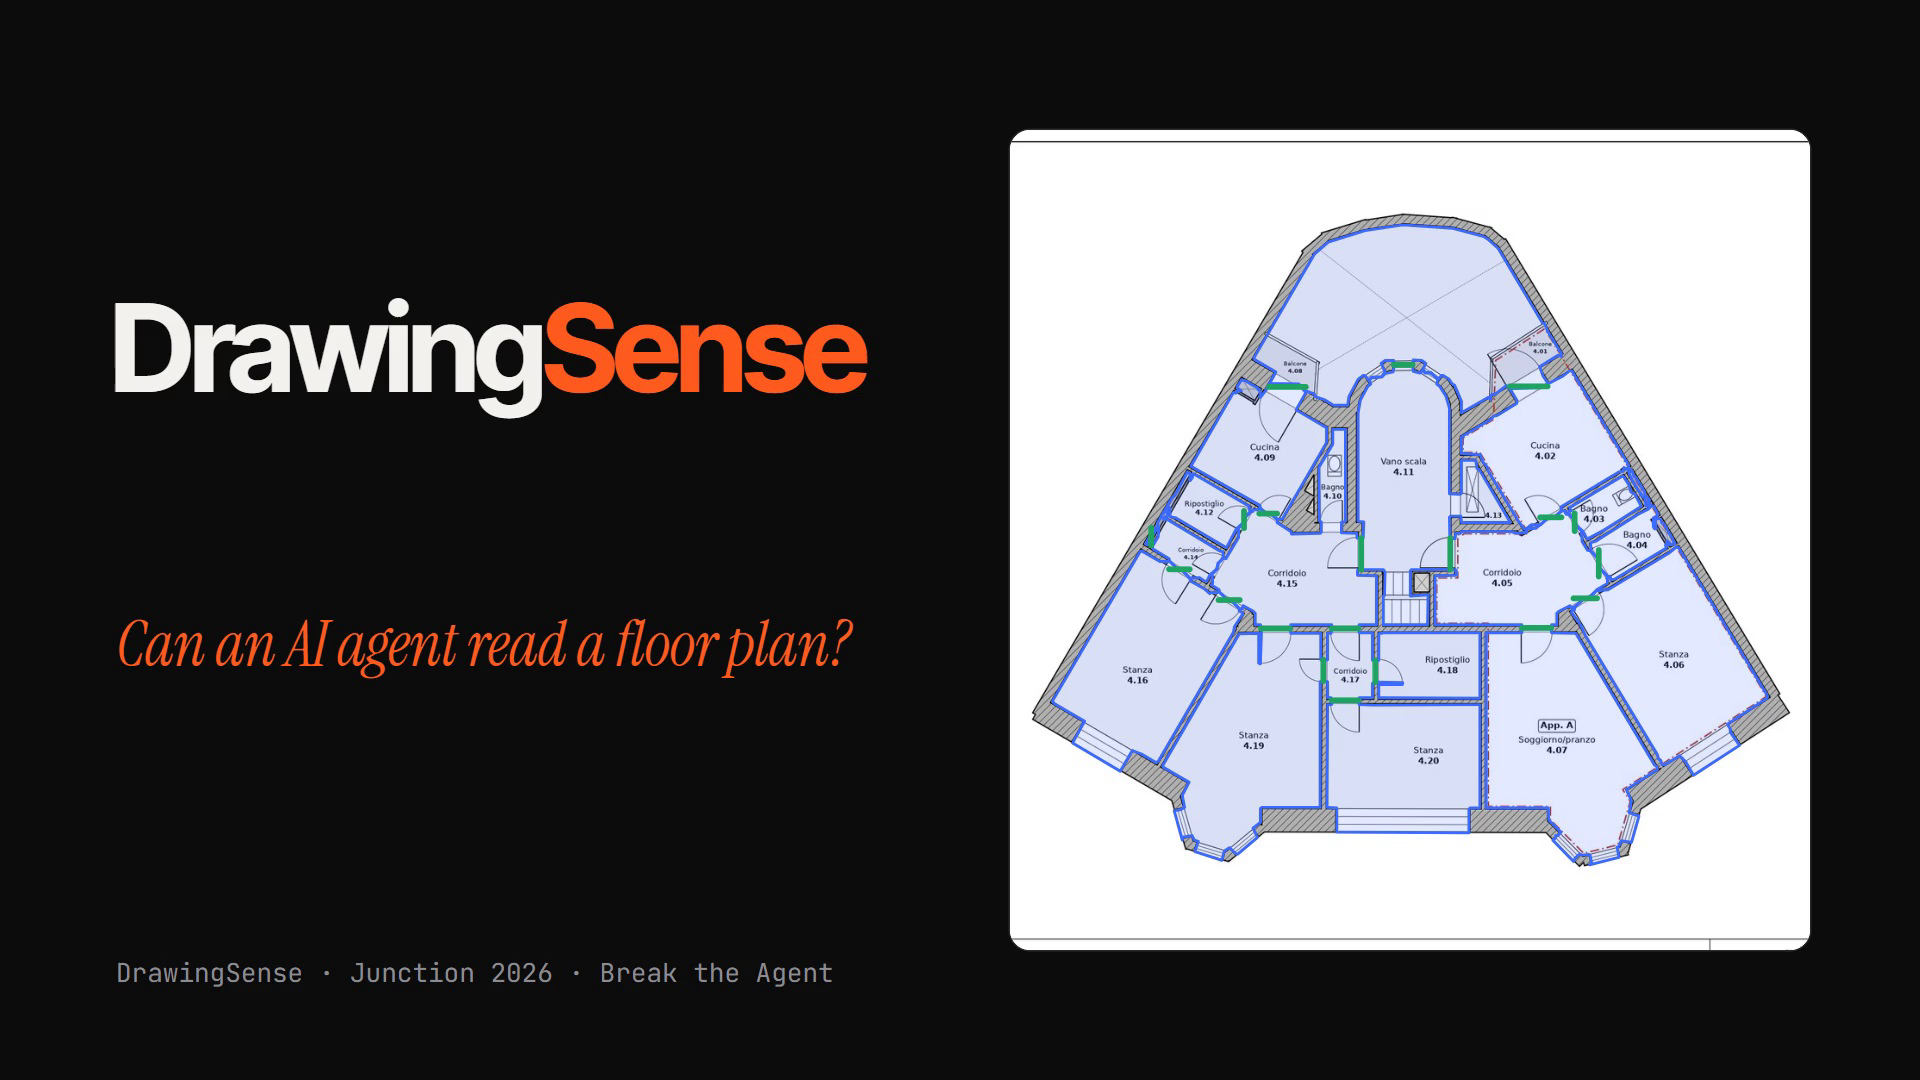 DrawingSense
Can an AI agent read a floor plan?
DrawingSense · Junction 2026 · Break the Agent
Balcone
4.01
Balcone
4.08
Cucina
4.09
Cucina
4.02
Vano scala
4.11
Bagno
4.10
Ripostiglio
4.12
4.13
Bagno
4.03
Bagno
4.04
Corridoio
4.14
Corridoio
4.15
Corridoio
4.05
Stanza
4.16
Corridoio
4.17
Ripostiglio
4.18
Stanza
4.06
Stanza
4.19
Stanza
4.20
App. A
Soggiorno/pranzo
4.07